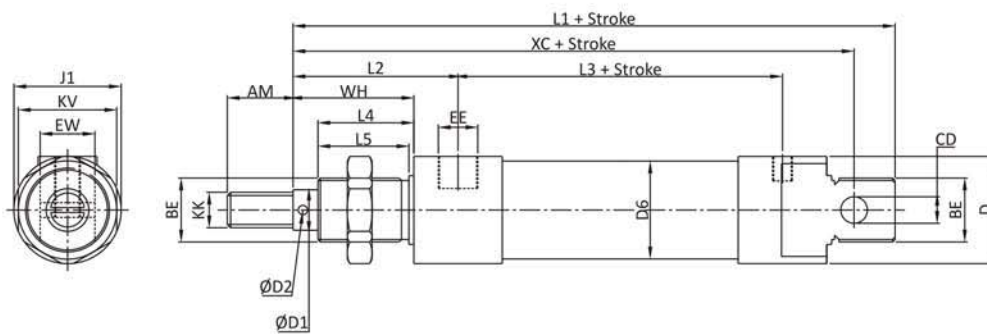 L1 + Stroke
XC + Stroke
L2
L3 + Stroke
J1
AM
WH
KV
L4
EE
EW
L5
CD
BE
KK
D6
BE
D
ØD2
ØD1